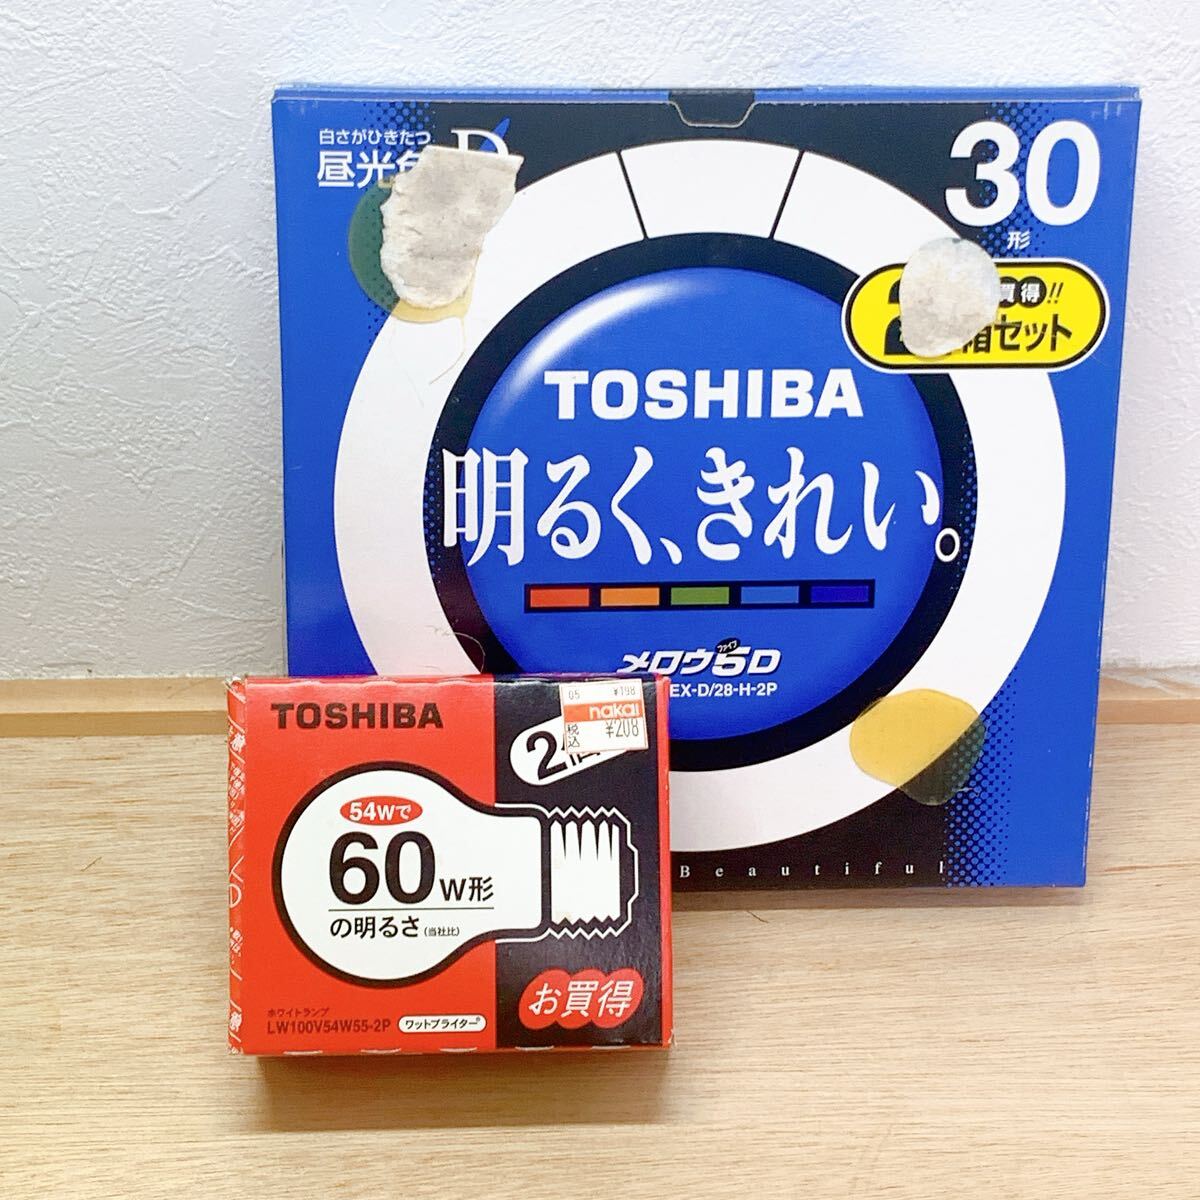 白さがひきたつ
昼光
30
形
買得!!
箱セット
TOSHIBA
明るく、きれい。
メロウ5D
ファイブ
EX-D/28-H-2P
Beautiful
TOSHIBA
05 ¥198
nakai
税込 ¥208
2個
54Wで
60W形
の明るさ(当社比)
お買得
ホワイトランプ
LW100V54W55-2P ワットブライター®